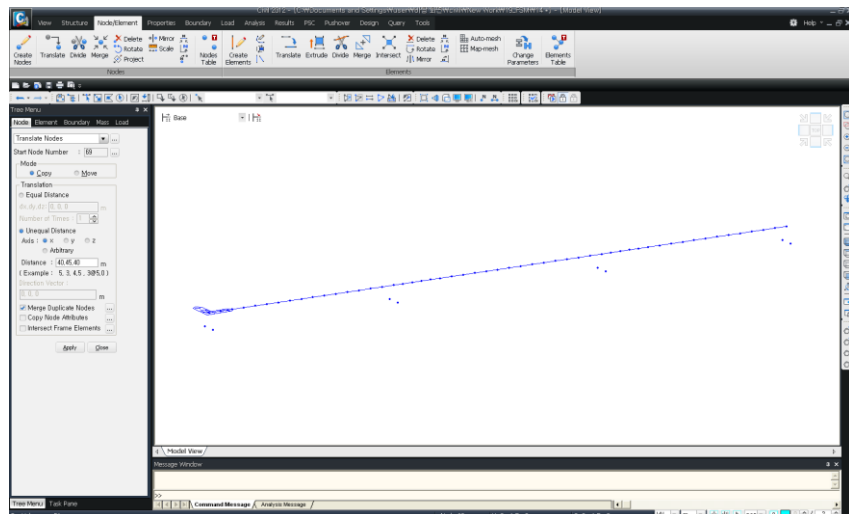 Civil 2012 - [C:\Documents and Settings\user\
View Structure Node/Element Properties Boundary Load Analysis Results PSC Pushover Design Query Tools Help
Create Nodes Translate Divide Merge Delete Rotate Project Mirror Scale Nodes Table
Create Elements Translate Extrude Divide Merge Intersect Delete Rotate Mirror Auto-mesh Map-mesh Change Parameters Elements Table
Nodes Elements
Tree Menu
Node Element Boundary Mass Load
Translate Nodes
Start Node Number : 69
Mode
Copy Move
Translation
Equal Distance
dx,dy,dz: 0, 0, 0 m
Number of Times : 1
Unequal Distance
Axis : x y z
Arbitrary
Distance : 40,45,40 m
( Example : 5, 3, 4.5 , 3@5.0 )
Direction Vector :
0, 0, 0 m
Merge Duplicate Nodes
Copy Node Attributes
Intersect Frame Elements
Apply Close
Base
Model View
Message Window
>>
Tree Menu Task Pane
Command Message Analysis Message